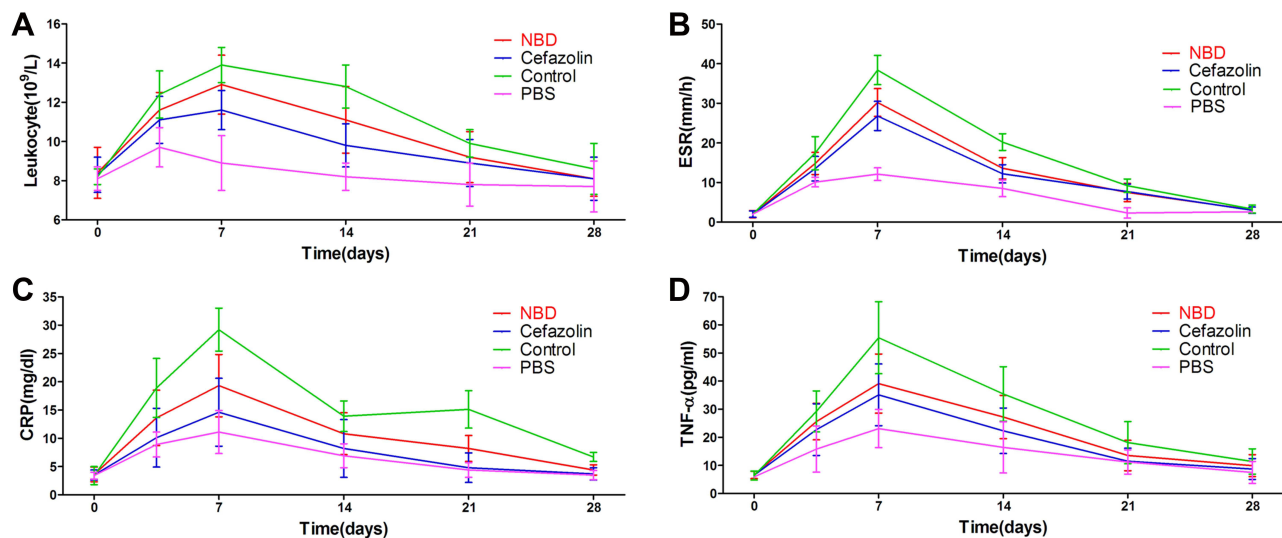 A
Leukocyte(10⁹/L)
16
14
12
10
8
6
0
7
14
21
28
Time(days)
NBD
Cefazolin
Control
PBS
B
ESR(mm/h)
50
40
30
20
10
0
0
7
14
21
28
Time(days)
NBD
Cefazolin
Control
PBS
C
CRP(mg/dl)
35
30
25
20
15
10
5
0
0
7
14
21
28
Time(days)
NBD
Cefazolin
Control
PBS
D
TNF-α(pg/ml)
70
60
50
40
30
20
10
0
0
7
14
21
28
Time(days)
NBD
Cefazolin
Control
PBS